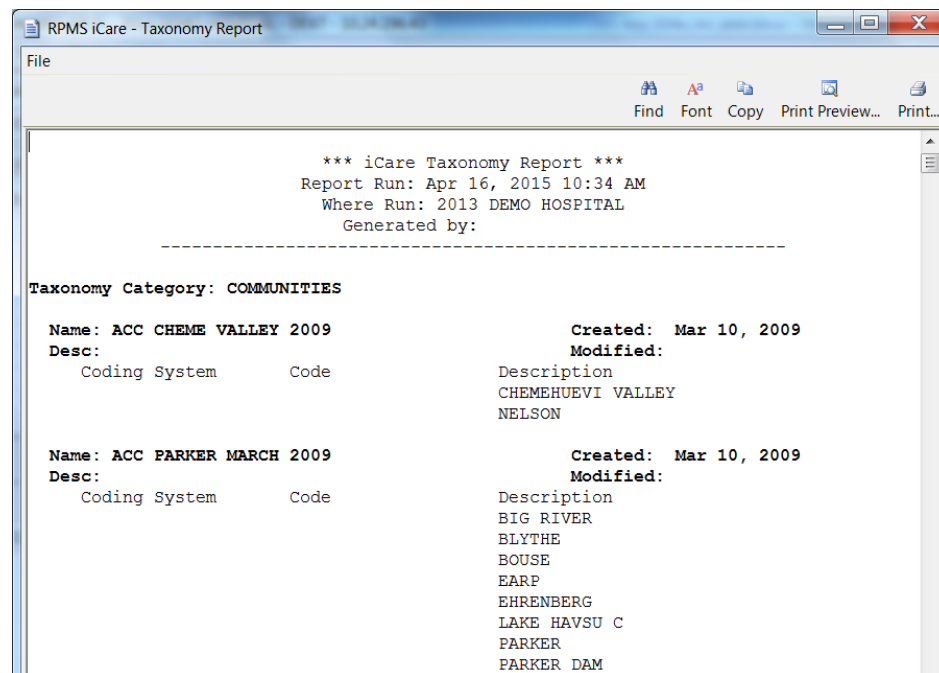 RPMS iCare - Taxonomy Report
File
Find Font Copy Print Preview... Print...
*** iCare Taxonomy Report ***
Report Run: Apr 16, 2015 10:34 AM
Where Run: 2013 DEMO HOSPITAL
Generated by:
------------------------------------------------------------
Taxonomy Category: COMMUNITIES
Name: ACC CHEME VALLEY 2009 Created: Mar 10, 2009
Desc: Modified:
Coding System Code Description
CHEMEHUEVI VALLEY
NELSON
Name: ACC PARKER MARCH 2009 Created: Mar 10, 2009
Desc: Modified:
Coding System Code Description
BIG RIVER
BLYTHE
BOUSE
EARP
EHRENBERG
LAKE HAVSU C
PARKER
PARKER DAM